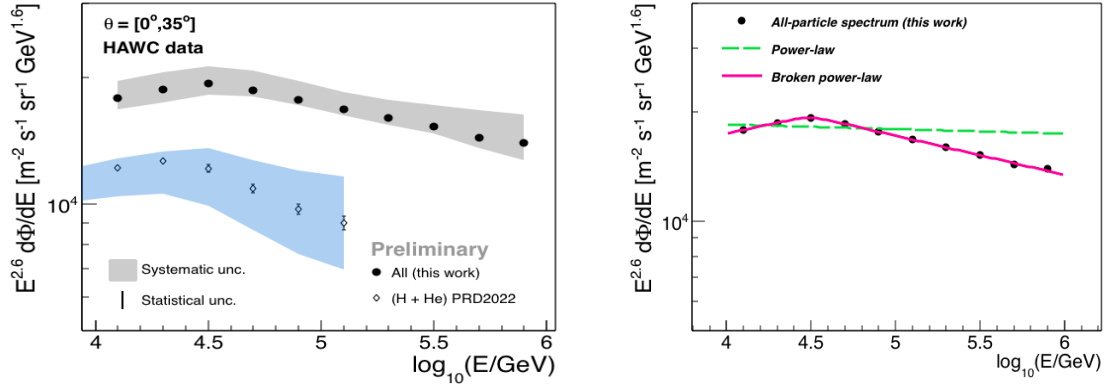 θ = [0°,35°]
HAWC data
E^2.6 dΦ/dE [m^-2 s^-1 sr^-1 GeV^1.6]
10^4
Preliminary
Systematic unc.
All (this work)
Statistical unc.
(H + He) PRD2022
4 4.5 5 5.5 6
log10(E/GeV)
All-particle spectrum (this work)
Power-law
Broken power-law
E^2.6 dΦ/dE [m^-2 s^-1 sr^-1 GeV^1.6]
10^4
4 4.5 5 5.5 6
log10(E/GeV)